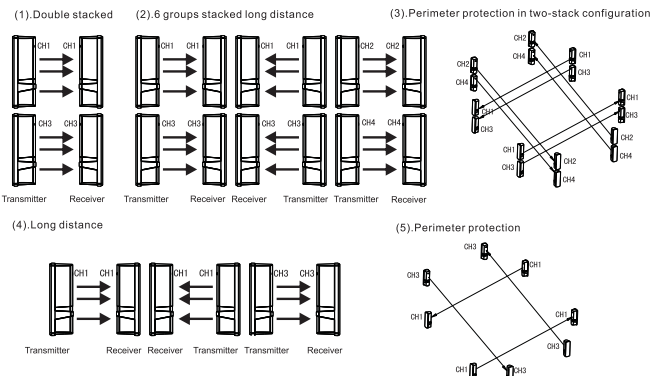 (1).Double stacked
(2).6 groups stacked long distance
(3).Perimeter protection in two-stack configuration
CH1 CH1 CH1 CH1 CH1 CH1 CH2 CH2
CH3 CH3 CH3 CH3 CH3 CH3 CH4 CH4
Transmitter Receiver Transmitter Receiver Receiver Transmitter Transmitter Receiver
CH2
CH4
CH1
CH3
CH2
CH4
CH1
CH3
CH1
CH3
CH2
CH4
CH1
CH3
CH2
CH4
(4).Long distance
CH1 CH1 CH1 CH1 CH3 CH3
Transmitter Receiver Receiver Transmitter Transmitter Receiver
(5).Perimeter protection
CH3
CH1
CH3
CH1
CH1
CH3
CH1
CH3